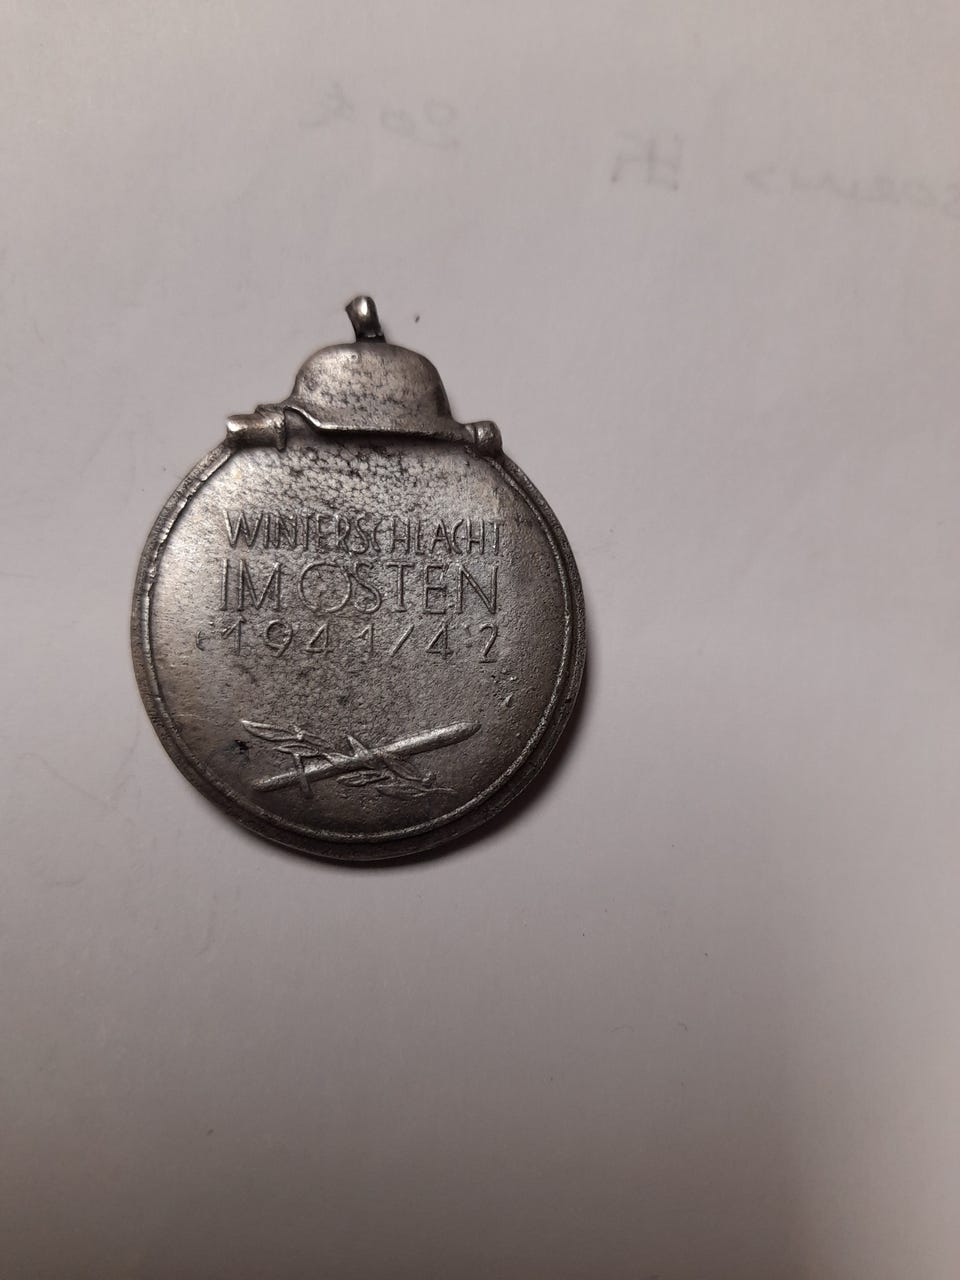 WINTERSCHLACHT
IM OSTEN
1941/42